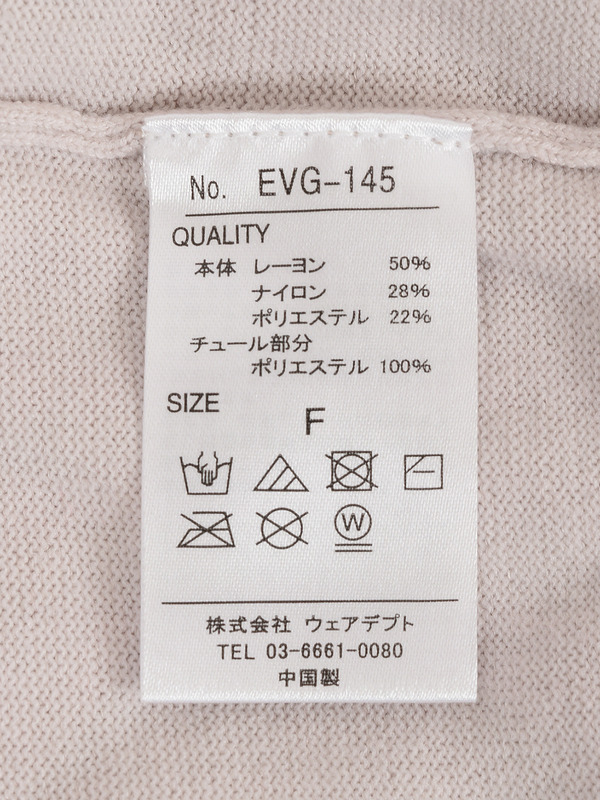 No. EVG-145
QUALITY
本体 レーヨン 50%
ナイロン 28%
ポリエステル 22%
チュール部分
ポリエステル 100%
SIZE
F
W
株式会社 ウェアデプト
TEL 03-6661-0080
中国製